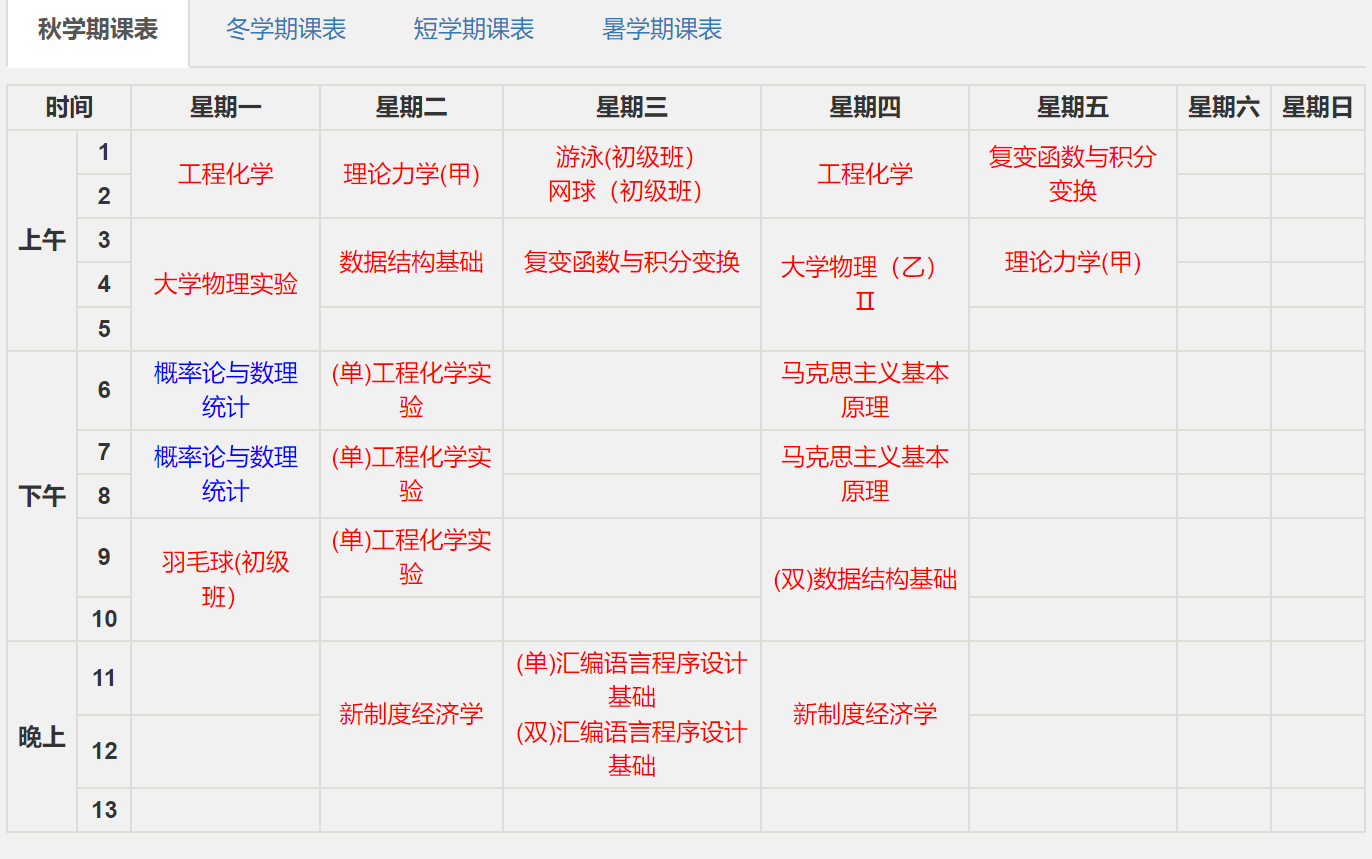 秋学期课表 冬学期课表 短学期课表 暑学期课表
时间 星期一 星期二 星期三 星期四 星期五 星期六 星期日
上午
1
2
工程化学
理论力学(甲)
游泳(初级班）
网球（初级班）
工程化学
复变函数与积分
变换
3
4
5
大学物理实验
数据结构基础
复变函数与积分变换
大学物理（乙）
Ⅱ
理论力学(甲)
下午
6
概率论与数理
统计
(单)工程化学实
验
马克思主义基本
原理
7
8
概率论与数理
统计
(单)工程化学实
验
马克思主义基本
原理
9
10
羽毛球(初级
班）
(单)工程化学实
验
(双)数据结构基础
晚上
11
12
新制度经济学
(单)汇编语言程序设计
基础
(双)汇编语言程序设计
基础
新制度经济学
13